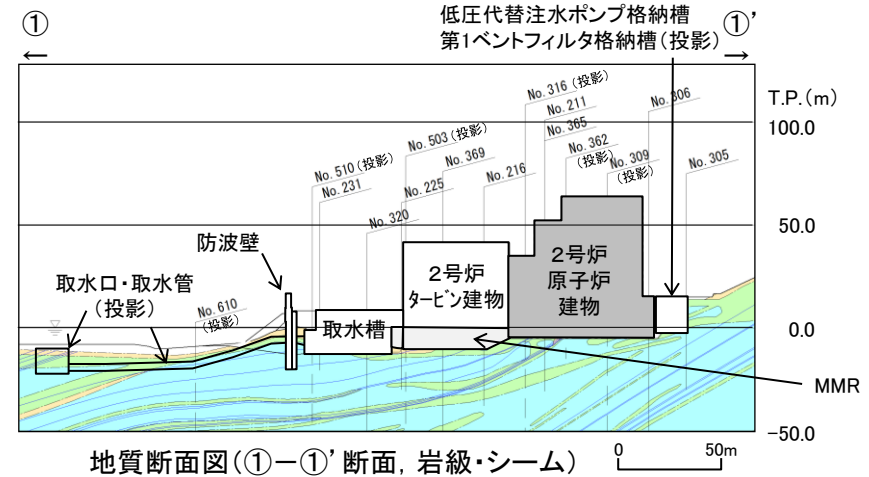 低圧代替注水ポンプ格納槽
第1ベントフィルタ格納槽(投影)
①
①’
←
→
T.P.(m)
100.0
50.0
0.0
-50.0
No.316(投影)
No.211
No.365
No.362
(投影)
No.306
No.309
(投影)
No.305
No.503(投影)
No.369
No.510(投影)
No.231
No.225
No.216
No.320
防波壁
取水口・取水管
(投影)
No.610
(投影)
取水槽
2号炉
タービン建物
2号炉
原子炉
建物
MMR
地質断面図(①-①’断面,岩級・シーム)
0
50m